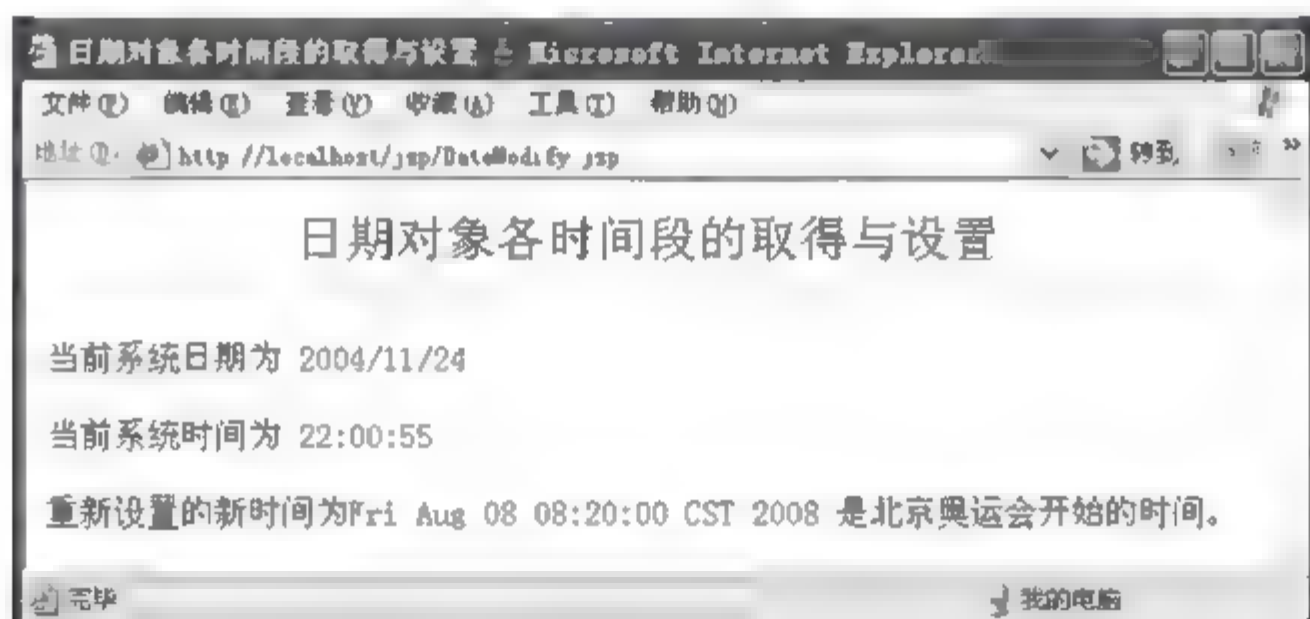 日期对象各时间段的取得与设置 - Microsoft Internet Explorer
文件(F) 编辑(E) 查看(V) 收藏(A) 工具(T) 帮助(H)
地址(D) http //localhost/jsp/DateModify jsp 转到 »
日期对象各时间段的取得与设置
当前系统日期为 2004/11/24
当前系统时间为 22:00:55
重新设置的新时间为Fri Aug 08 08:20:00 CST 2008 是北京奥运会开始的时间。
完毕 我的电脑